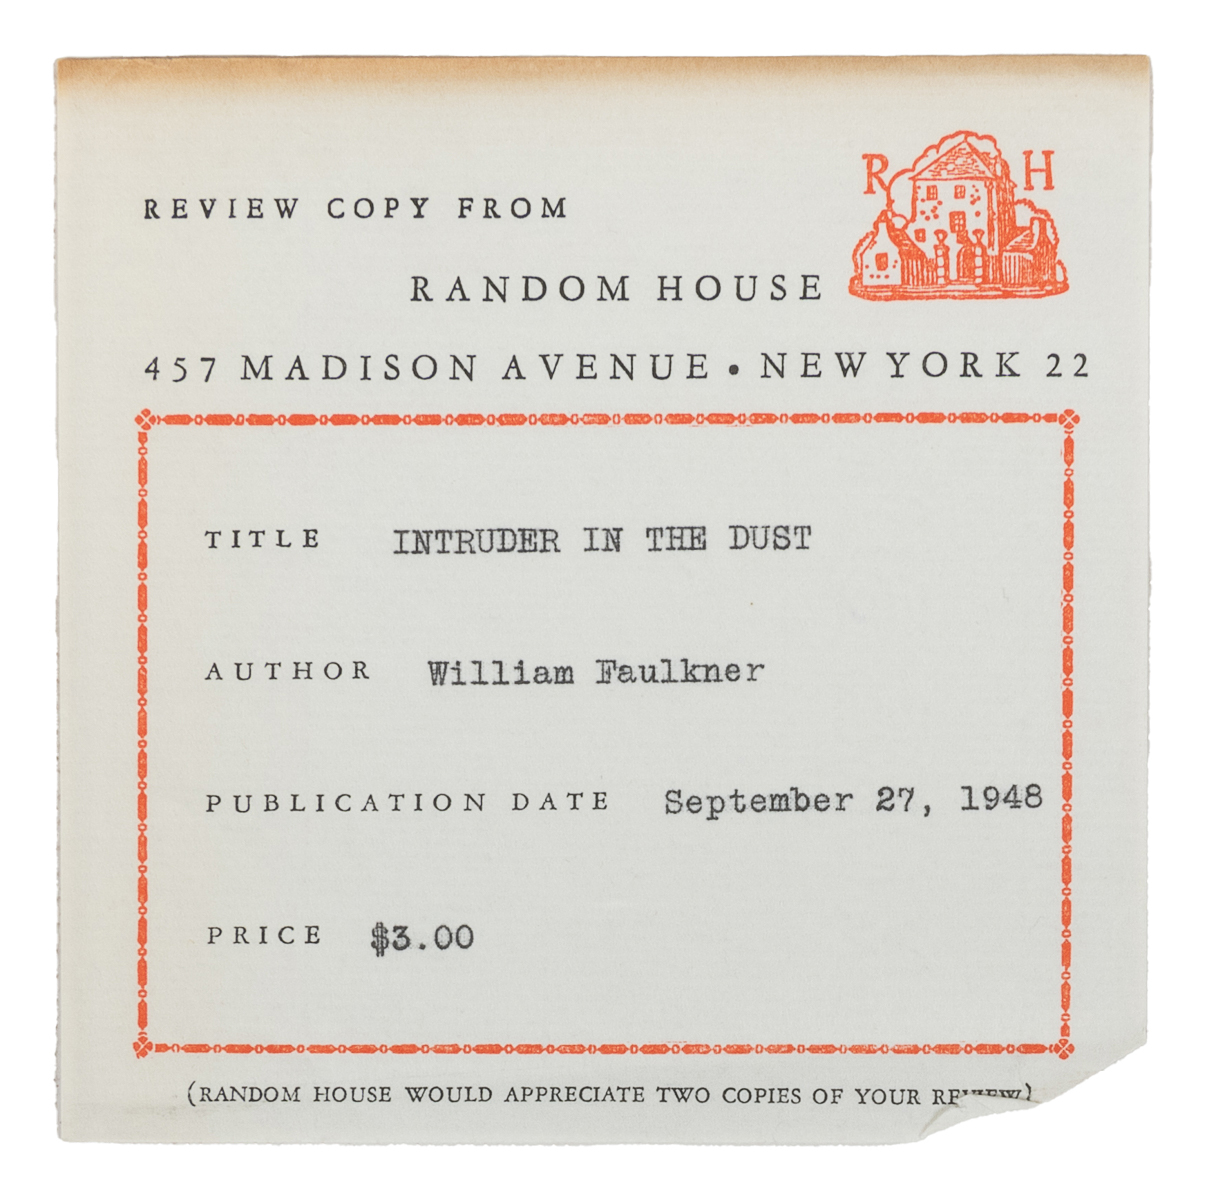 R H
REVIEW COPY FROM
RANDOM HOUSE
457 MADISON AVENUE • NEW YORK 22
TITLE INTRUDER IN THE DUST
AUTHOR William Faulkner
PUBLICATION DATE September 27, 1948
PRICE $3.00
(RANDOM HOUSE WOULD APPRECIATE TWO COPIES OF YOUR REVIEW)